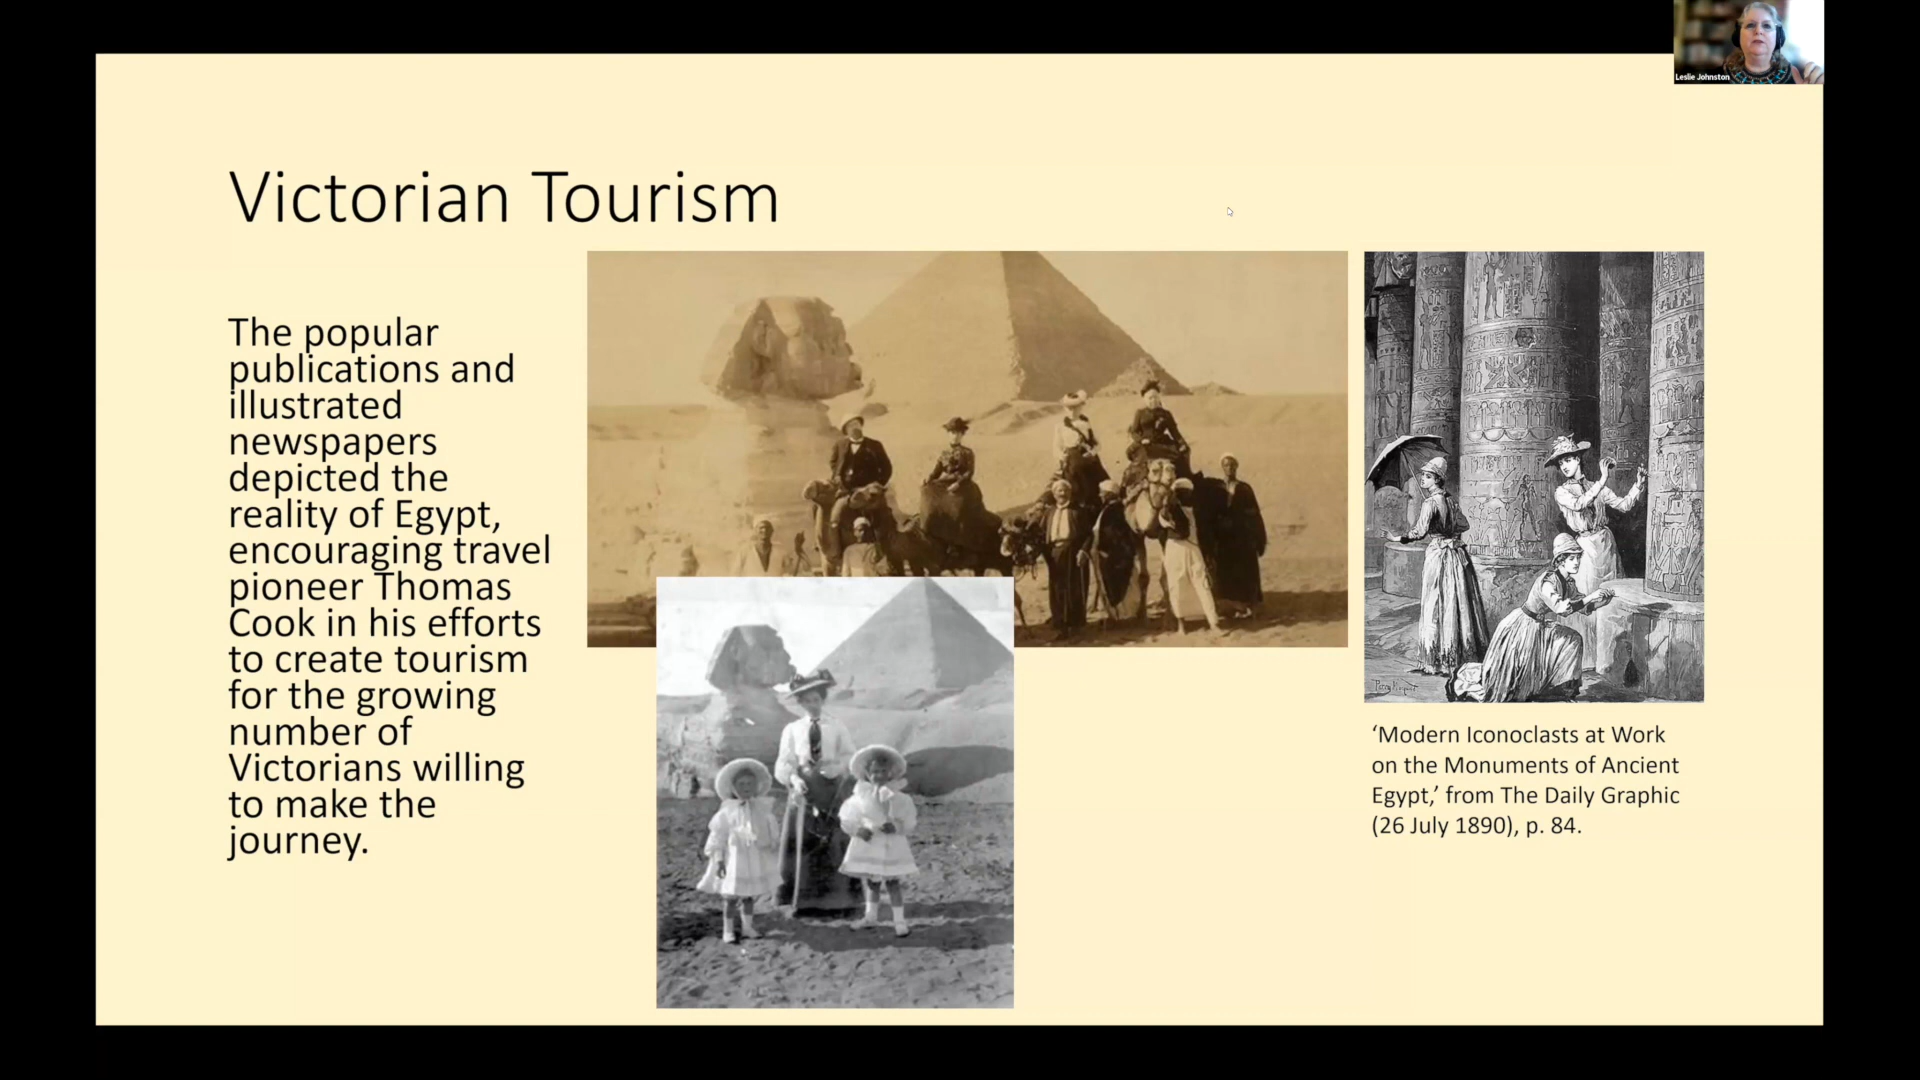 Leslie Johnston
Victorian Tourism
The popular
publications and
illustrated
newspapers
depicted the
reality of Egypt,
encouraging travel
pioneer Thomas
Cook in his efforts
to create tourism
for the growing
number of
Victorians willing
to make the
journey.
‘Modern Iconoclasts at Work
on the Monuments of Ancient
Egypt,’ from The Daily Graphic
(26 July 1890), p. 84.